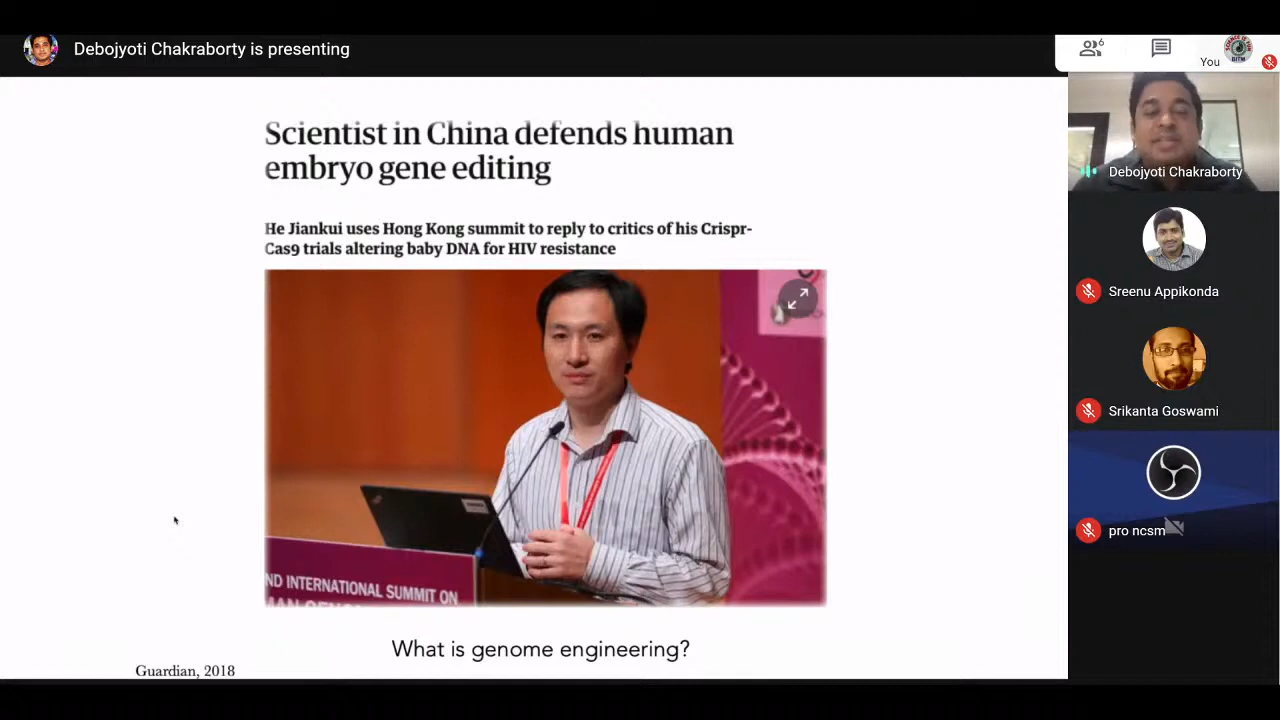 Debojyoti Chakraborty is presenting
6
You
Scientist in China defends human
embryo gene editing
He Jiankui uses Hong Kong summit to reply to critics of his Crispr-
Cas9 trials altering baby DNA for HIV resistance
ND INTERNATIONAL SUMMIT ON
What is genome engineering?
Guardian, 2018
Debojyoti Chakraborty
Sreenu Appikonda
Srikanta Goswami
pro ncsm